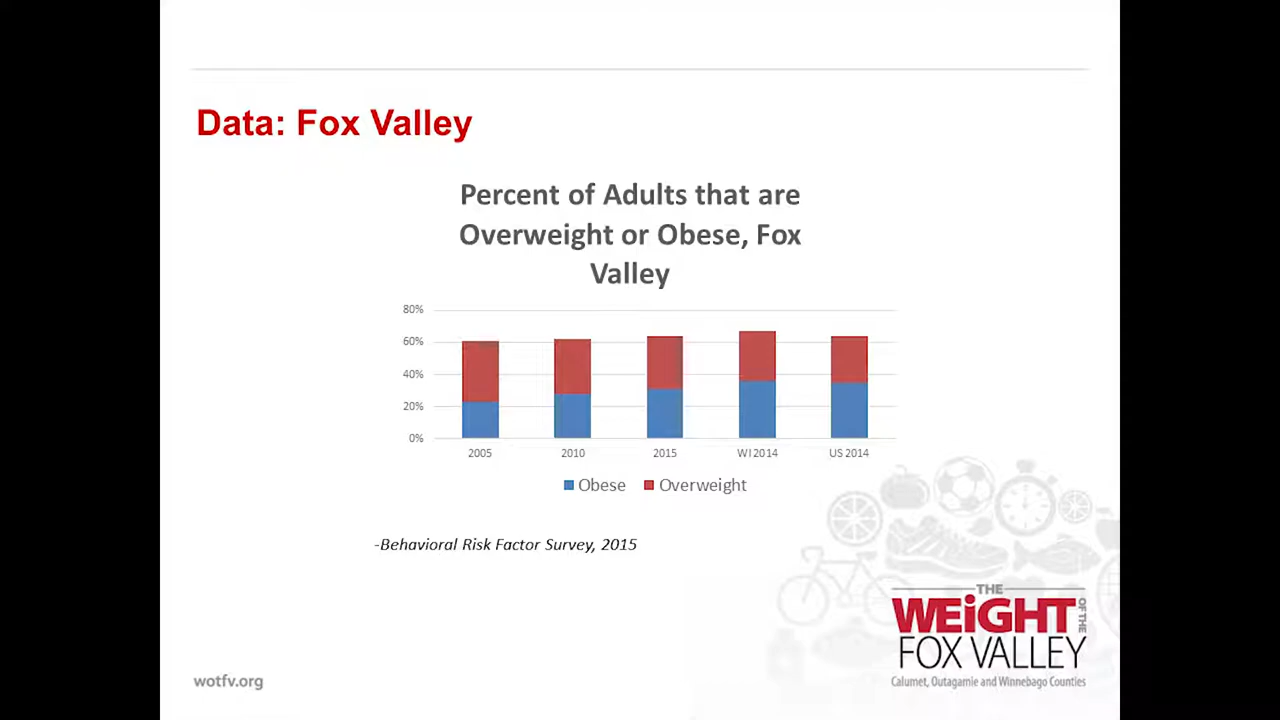 Data: Fox Valley
Percent of Adults that are
Overweight or Obese, Fox
Valley
80%
60%
40%
20%
0%
2005 2010 2015 WI 2014 US 2014
Obese Overweight
-Behavioral Risk Factor Survey, 2015
THE
WEiGHT
OF THE
FOX VALLEY
Calumet, Outagamie and Winnebago Counties
wotfv.org